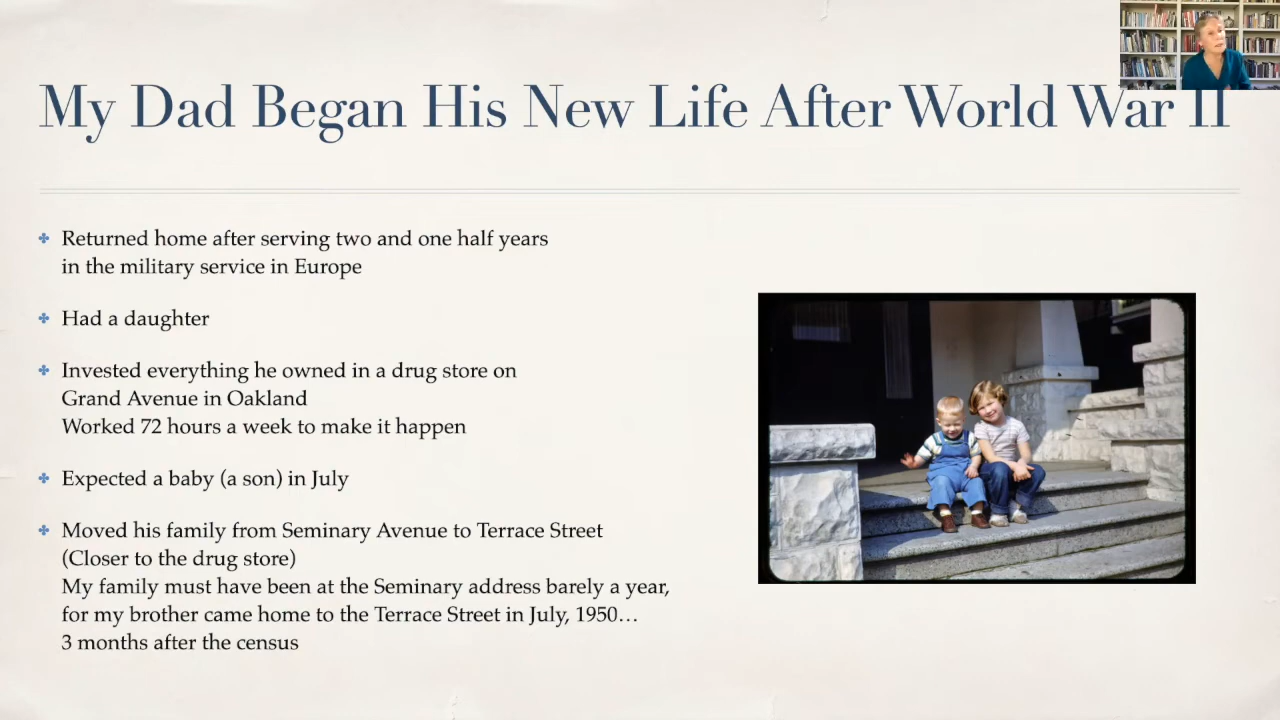 My Dad Began His New Life After World War II
Returned home after serving two and one half years
in the military service in Europe
Had a daughter
Invested everything he owned in a drug store on
Grand Avenue in Oakland
Worked 72 hours a week to make it happen
Expected a baby (a son) in July
Moved his family from Seminary Avenue to Terrace Street
(Closer to the drug store)
My family must have been at the Seminary address barely a year,
for my brother came home to the Terrace Street in July, 1950…
3 months after the census